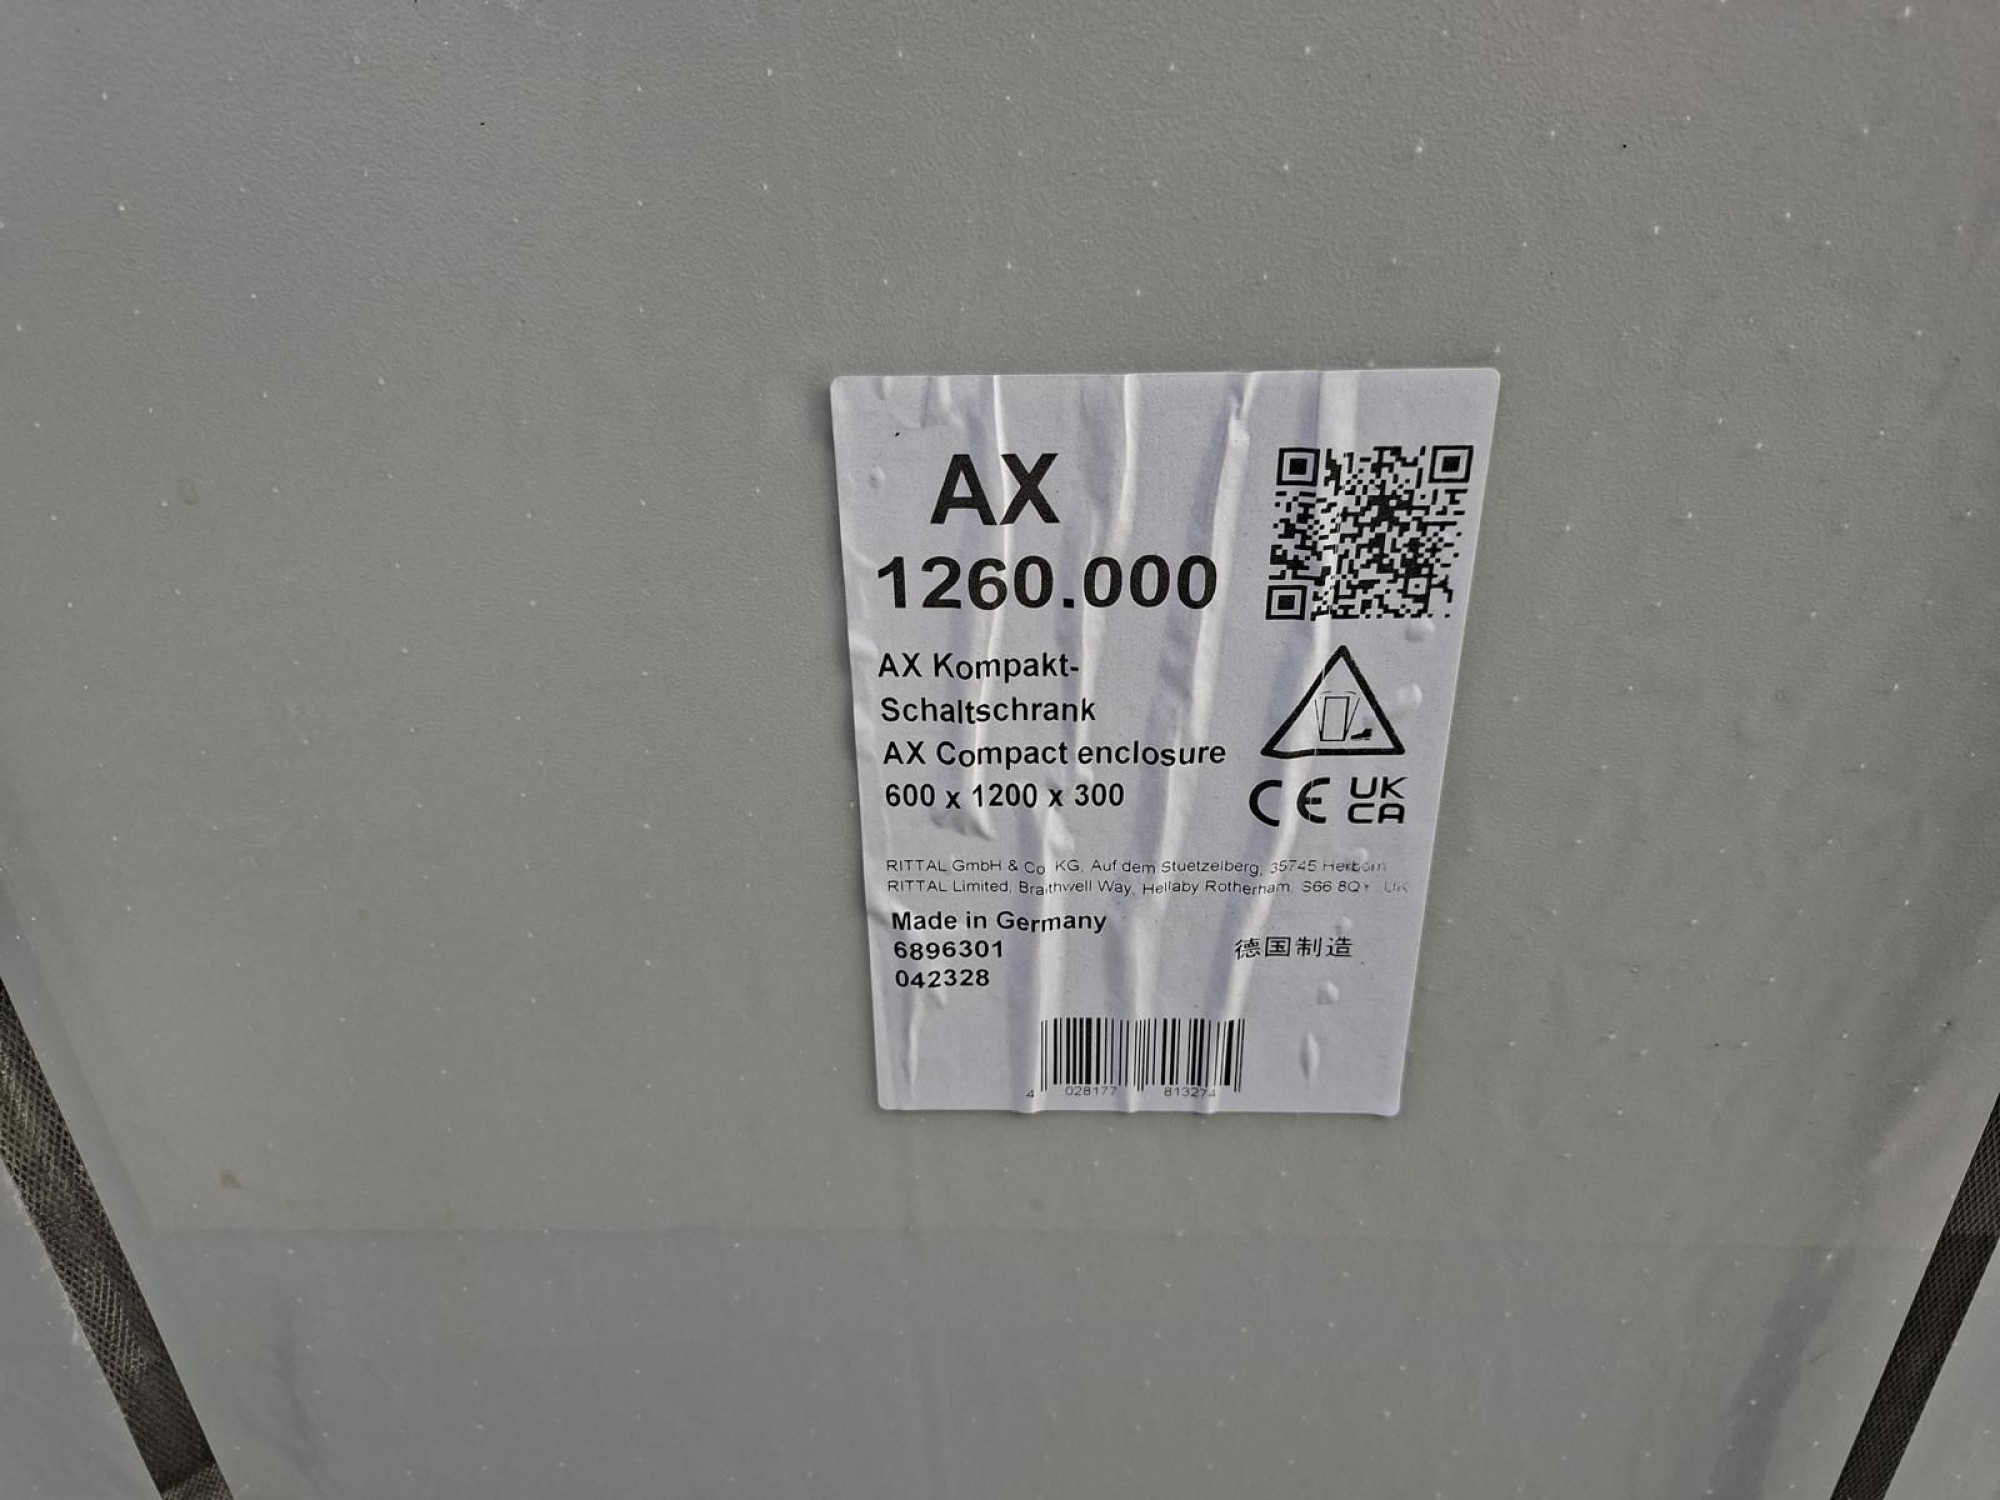 AX
1260.000
AX Kompakt-
Schaltschrank
AX Compact enclosure
600 x 1200 x 300
CE UK
CA
RITTAL GmbH & Co. KG, Auf dem Stuetzelberg, 35745 Herborn
RITTAL Limited, Braithwell Way, Hellaby Rotherham, S66 8QY, UK
Made in Germany
6896301
德国制造
042328
4 028177 813274